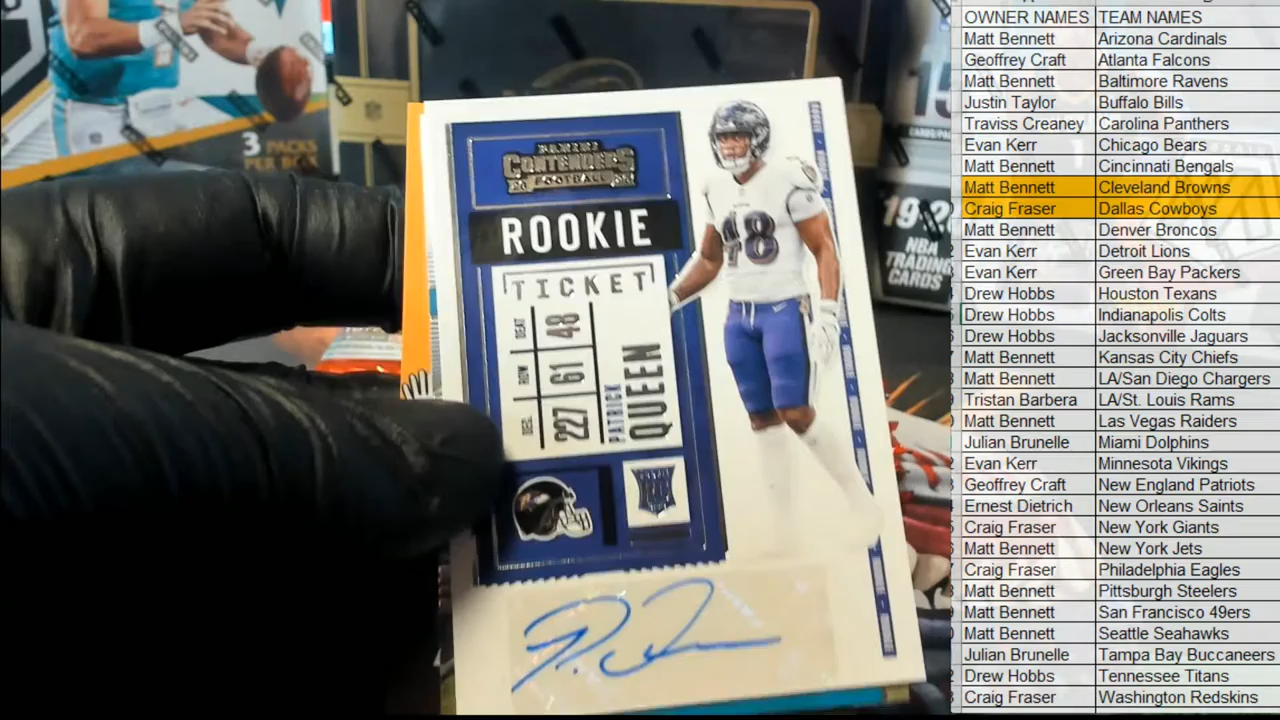 3 PACKS
PER BOX
PANINI
CONTENDERS
FOOTBALL
ROOKIE
TICKET
SEAT 48
ROW 61
SEC. 227
PATRICK
QUEEN
48
NBA
TRADING
CARDS
OWNER NAMES TEAM NAMES
Matt Bennett Arizona Cardinals
Geoffrey Craft Atlanta Falcons
Matt Bennett Baltimore Ravens
Justin Taylor Buffalo Bills
Traviss Creaney Carolina Panthers
Evan Kerr Chicago Bears
Matt Bennett Cincinnati Bengals
Matt Bennett Cleveland Browns
Craig Fraser Dallas Cowboys
Matt Bennett Denver Broncos
Evan Kerr Detroit Lions
Evan Kerr Green Bay Packers
Drew Hobbs Houston Texans
Drew Hobbs Indianapolis Colts
Drew Hobbs Jacksonville Jaguars
Matt Bennett Kansas City Chiefs
Matt Bennett LA/San Diego Chargers
Tristan Barbera LA/St. Louis Rams
Matt Bennett Las Vegas Raiders
Julian Brunelle Miami Dolphins
Evan Kerr Minnesota Vikings
Geoffrey Craft New England Patriots
Ernest Dietrich New Orleans Saints
Craig Fraser New York Giants
Matt Bennett New York Jets
Craig Fraser Philadelphia Eagles
Matt Bennett Pittsburgh Steelers
Matt Bennett San Francisco 49ers
Matt Bennett Seattle Seahawks
Julian Brunelle Tampa Bay Buccaneers
Drew Hobbs Tennessee Titans
Craig Fraser Washington Redskins